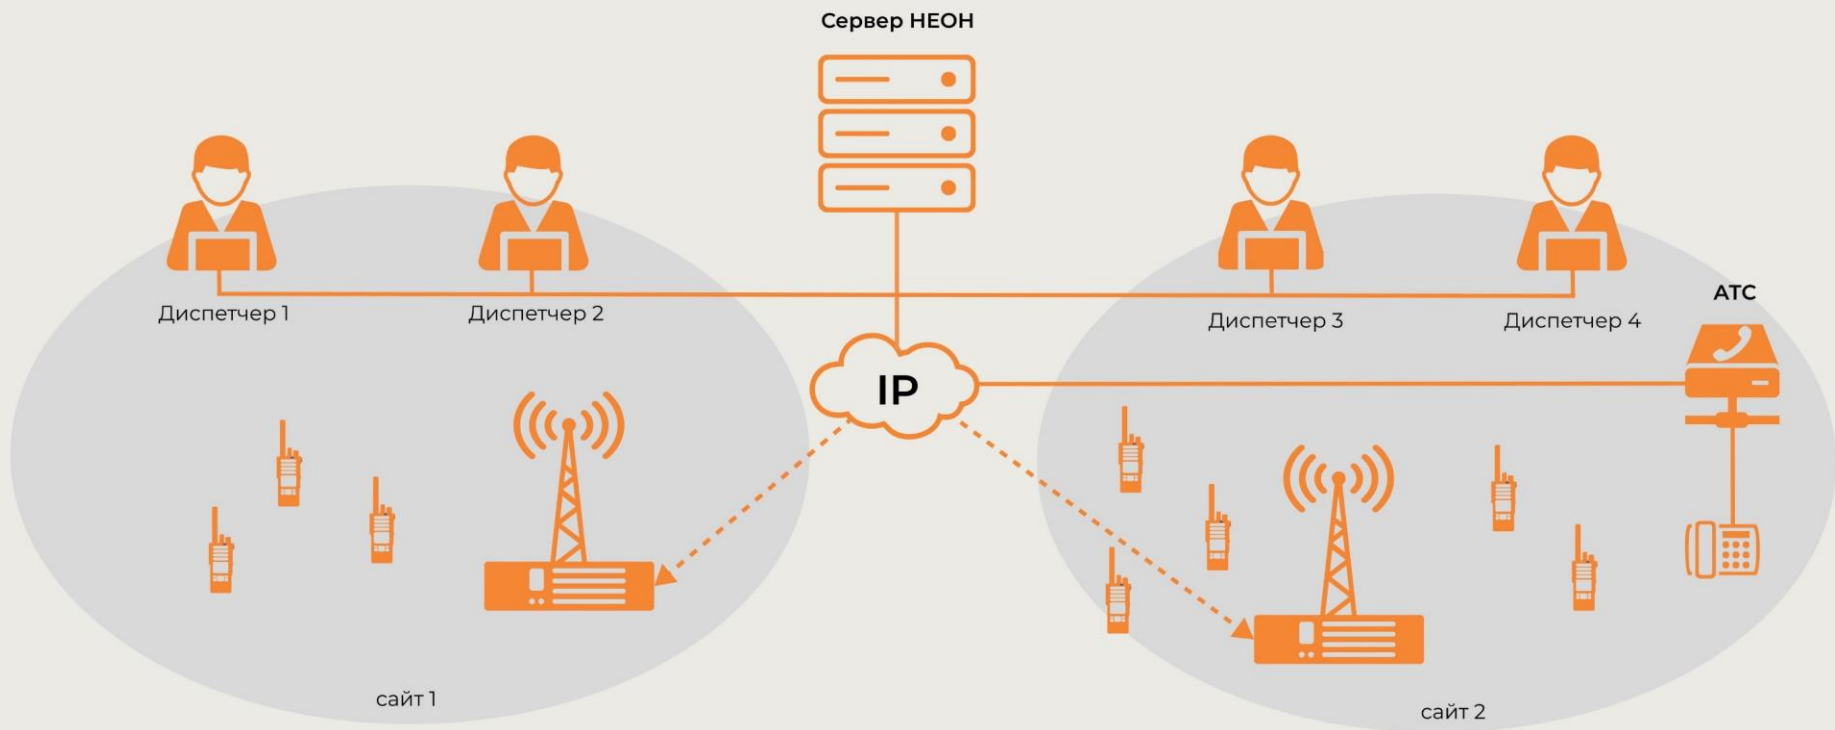 Сервер НЕОН
Диспетчер 1
Диспетчер 2
Диспетчер 3
Диспетчер 4
АТС
IP
сайт 1
сайт 2